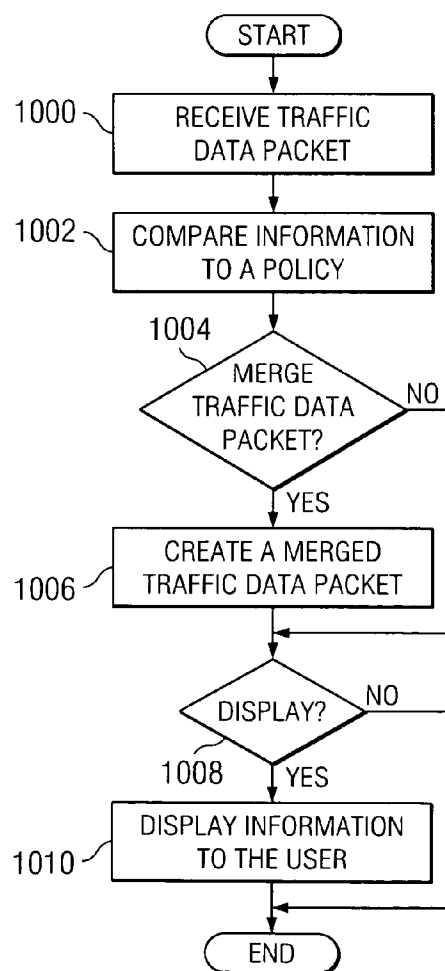 START
1000
RECEIVE TRAFFIC
DATA PACKET
1002
COMPARE INFORMATION
TO A POLICY
1004
MERGE
TRAFFIC DATA
PACKET?
NO
YES
1006
CREATE A MERGED
TRAFFIC DATA PACKET
DISPLAY?
NO
1008
YES
1010
DISPLAY INFORMATION
TO THE USER
END